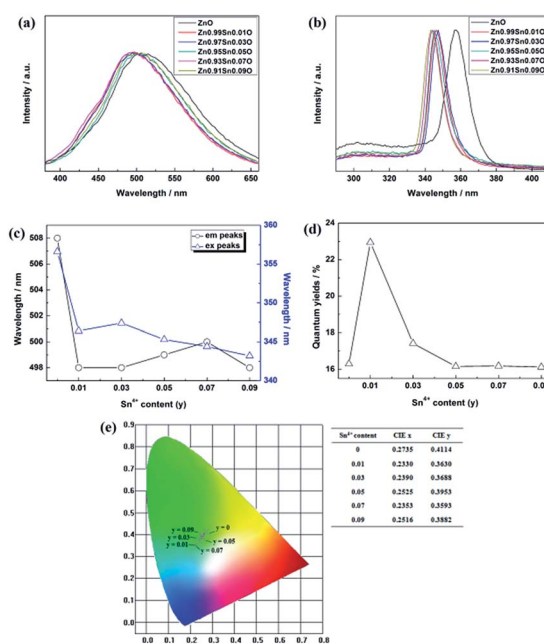 (a)
ZnO
Zn0.99Sn0.01O
Zn0.97Sn0.03O
Zn0.95Sn0.05O
Zn0.93Sn0.07O
Zn0.91Sn0.09O
Intensity / a.u.
400 450 500 550 600 650
Wavelength / nm
(b)
ZnO
Zn0.99Sn0.01O
Zn0.97Sn0.03O
Zn0.95Sn0.05O
Zn0.93Sn0.07O
Zn0.91Sn0.09O
Intensity / a.u.
300 320 340 360 380 400
Wavelength / nm
(c)
em peaks
ex peaks
Wavelength / nm
508
506
504
502
500
498
360
355
350
345
340
Wavelength / nm
0.01 0.03 0.05 0.07 0.09
Sn⁴⁺ content (y)
(d)
Quantum yields / %
24
22
20
18
16
0.01 0.03 0.05 0.07 0.09
Sn⁴⁺ content (y)
(e)
0.9
0.8
0.7
0.6
0.5
0.4
0.3
0.2
0.1
0.0
y = 0.09 y = 0
y = 0.03 y = 0.05
y = 0.01 y = 0.07
0.0 0.1 0.2 0.3 0.4 0.5 0.6 0.7 0.8
Sn⁴⁺ content CIE x CIE y
0 0.2735 0.4114
0.01 0.2330 0.3630
0.03 0.2390 0.3688
0.05 0.2525 0.3953
0.07 0.2353 0.3593
0.09 0.2516 0.3882